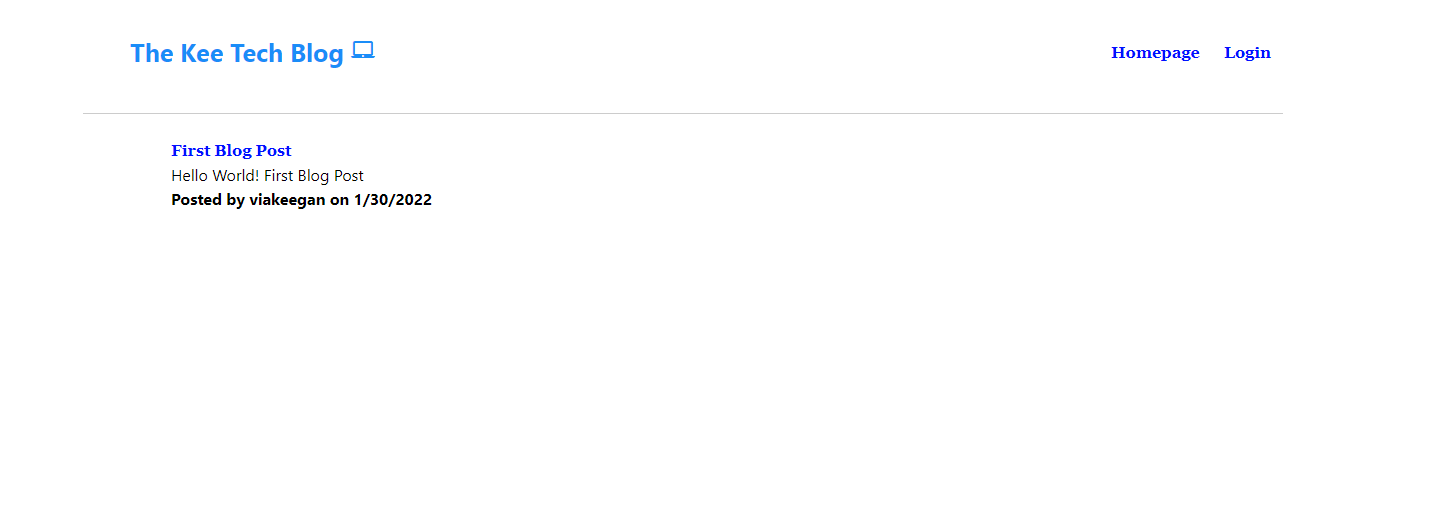 The Kee Tech Blog
Homepage Login
First Blog Post
Hello World! First Blog Post
Posted by viakeegan on 1/30/2022